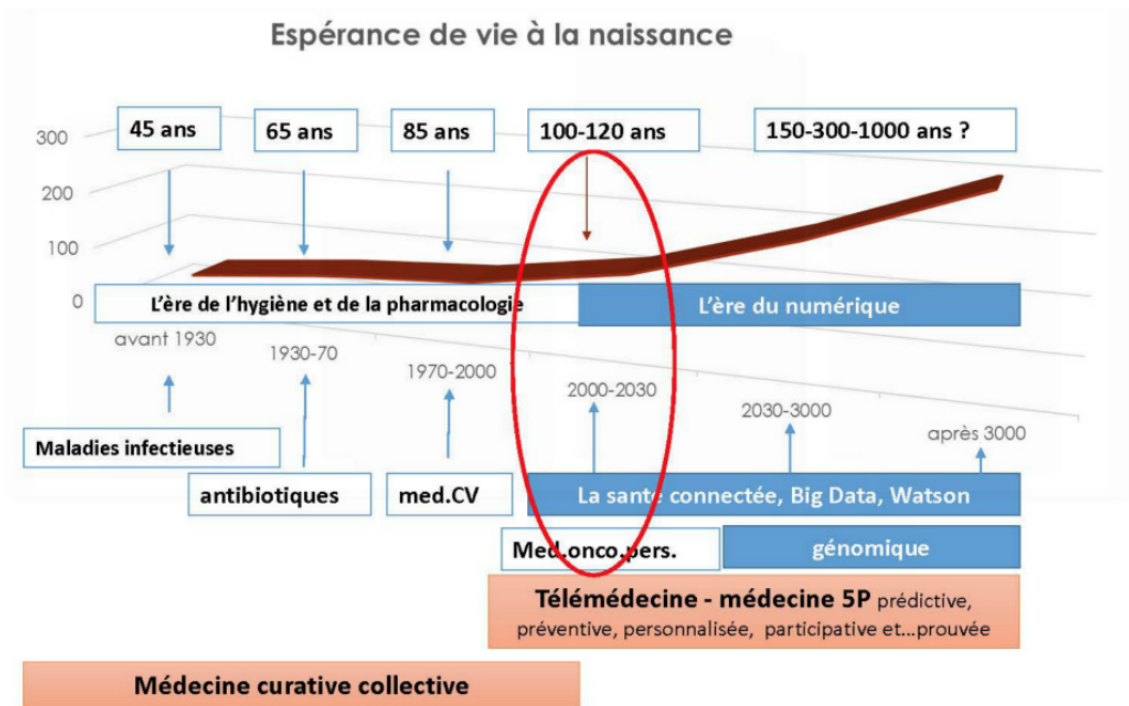 Espérance de vie à la naissance
45 ans
65 ans
85 ans
100-120 ans
150-300-1000 ans ?
300
200
100
0
L'ère de l'hygiène et de la pharmacologie
L'ère du numérique
avant 1930
1930-70
1970-2000
2000-2030
2030-3000
après 3000
Maladies infectieuses
antibiotiques
med.CV
La santé connectée, Big Data, Watson
Med.onco.pers.
génomique
Télémédecine - médecine 5P prédictive,
préventive, personnalisée, participative et...prouvée
Médecine curative collective